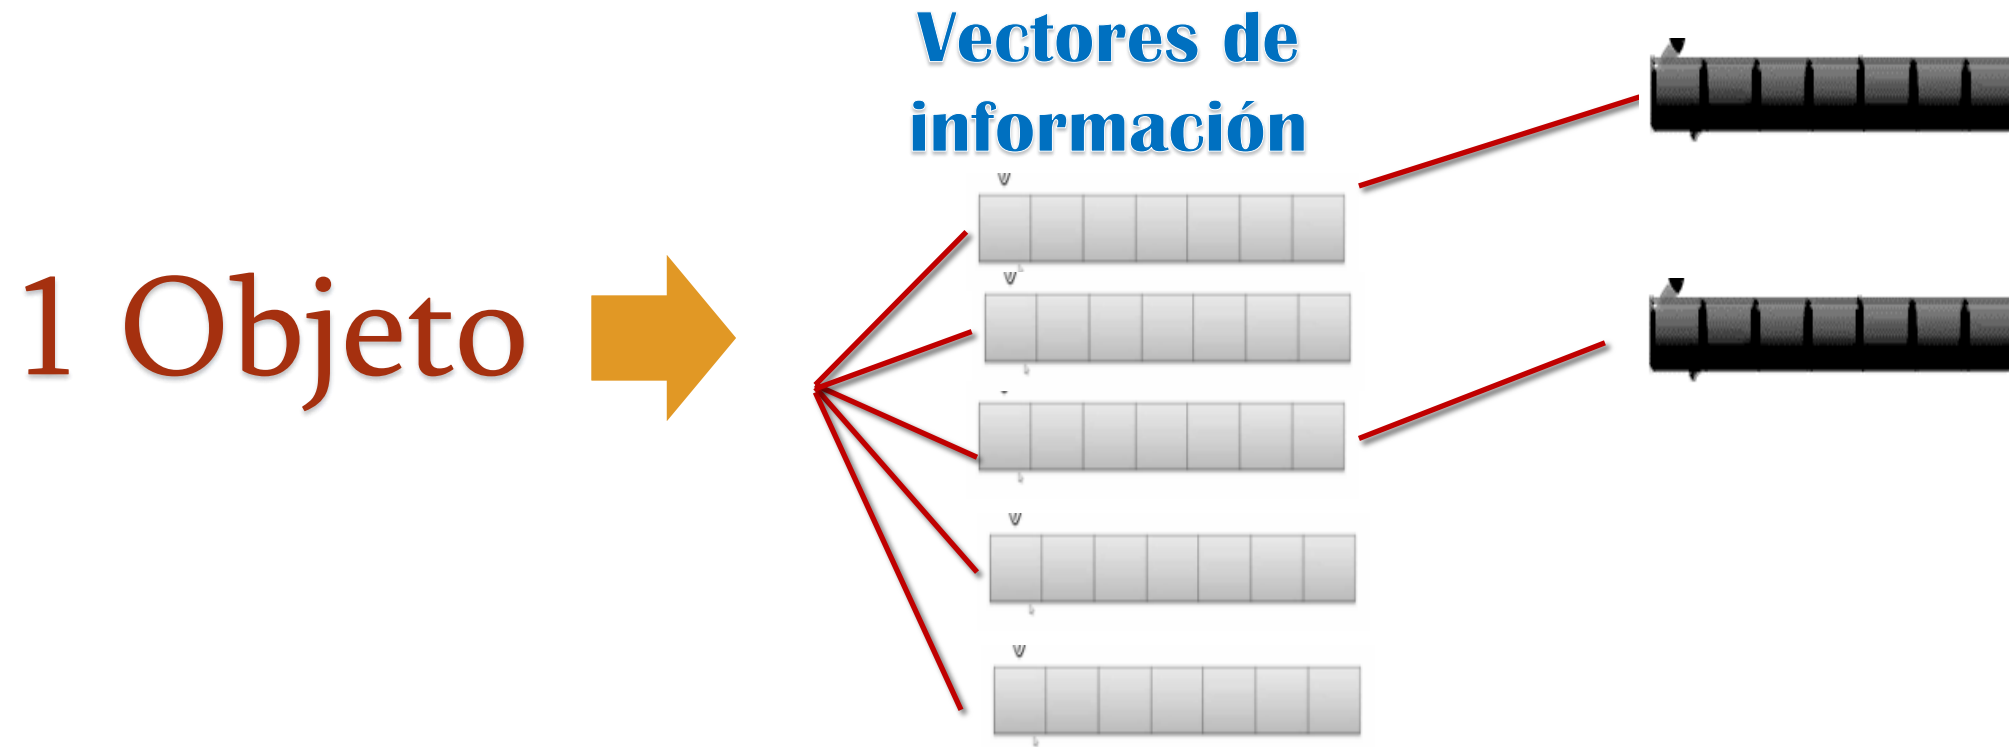 Vectores de
información
1 Objeto